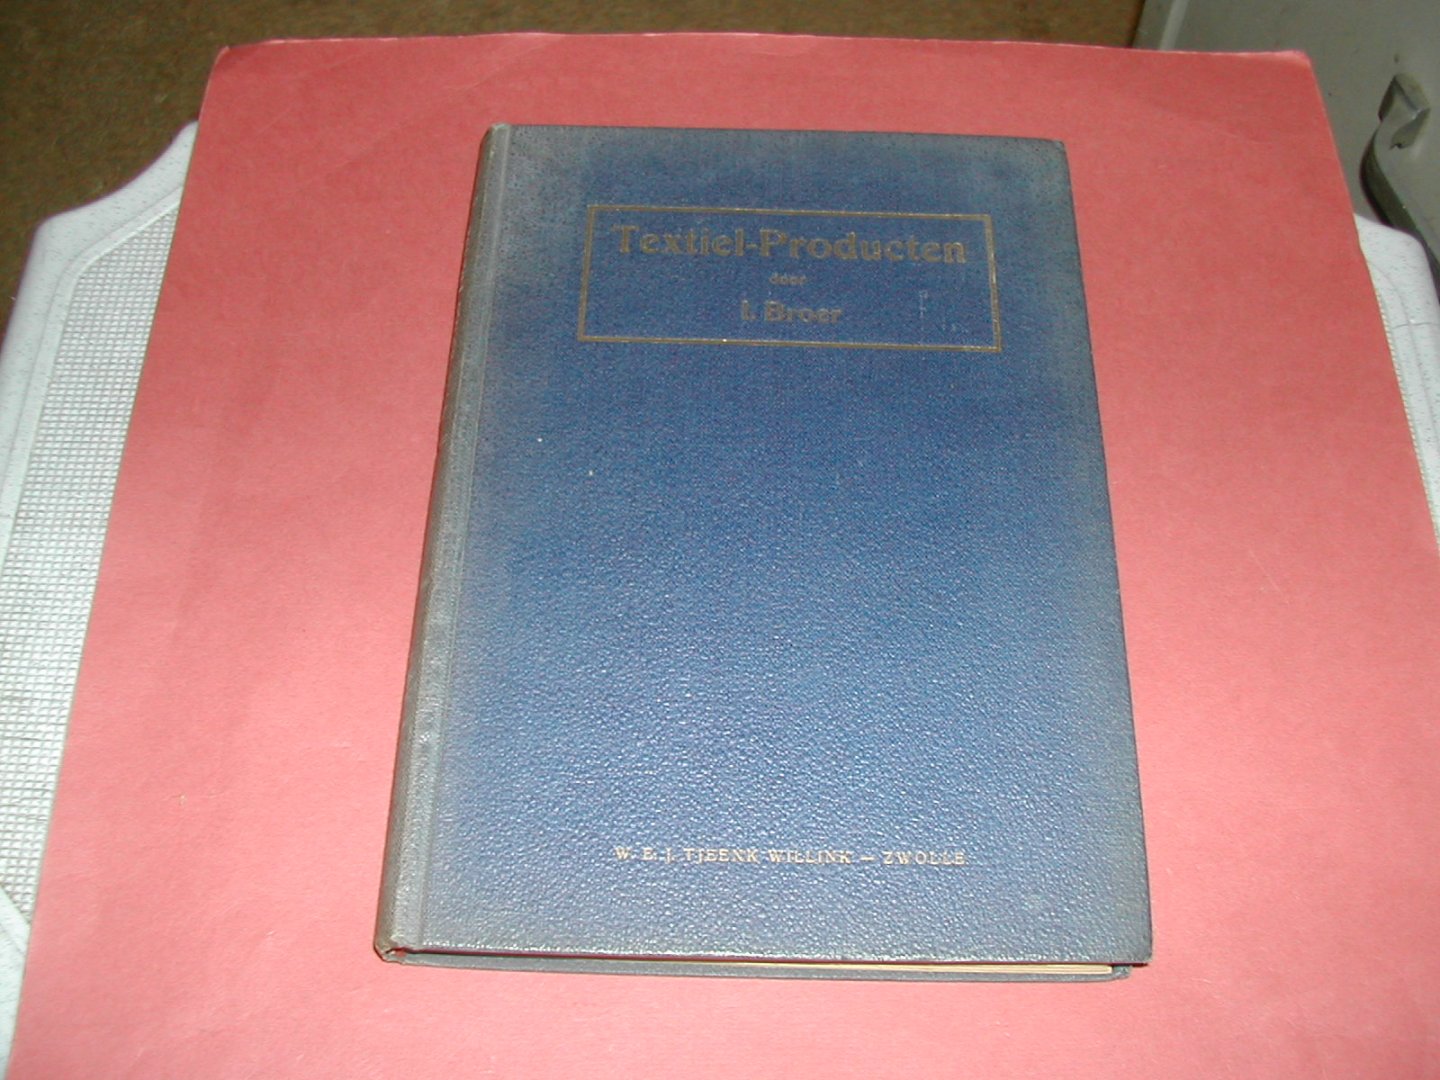 Textiel-Producten
door
I. Broer
W. E. J. TJEENK WILLINK — ZWOLLE.